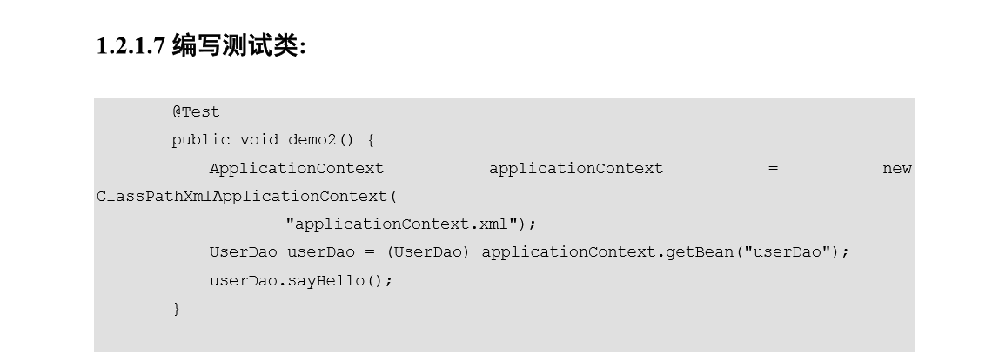 1.2.1.7 编写测试类:
@Test
public void demo2() {
ApplicationContext applicationContext = new
ClassPathXmlApplicationContext(
"applicationContext.xml");
UserDao userDao = (UserDao) applicationContext.getBean("userDao");
userDao.sayHello();
}